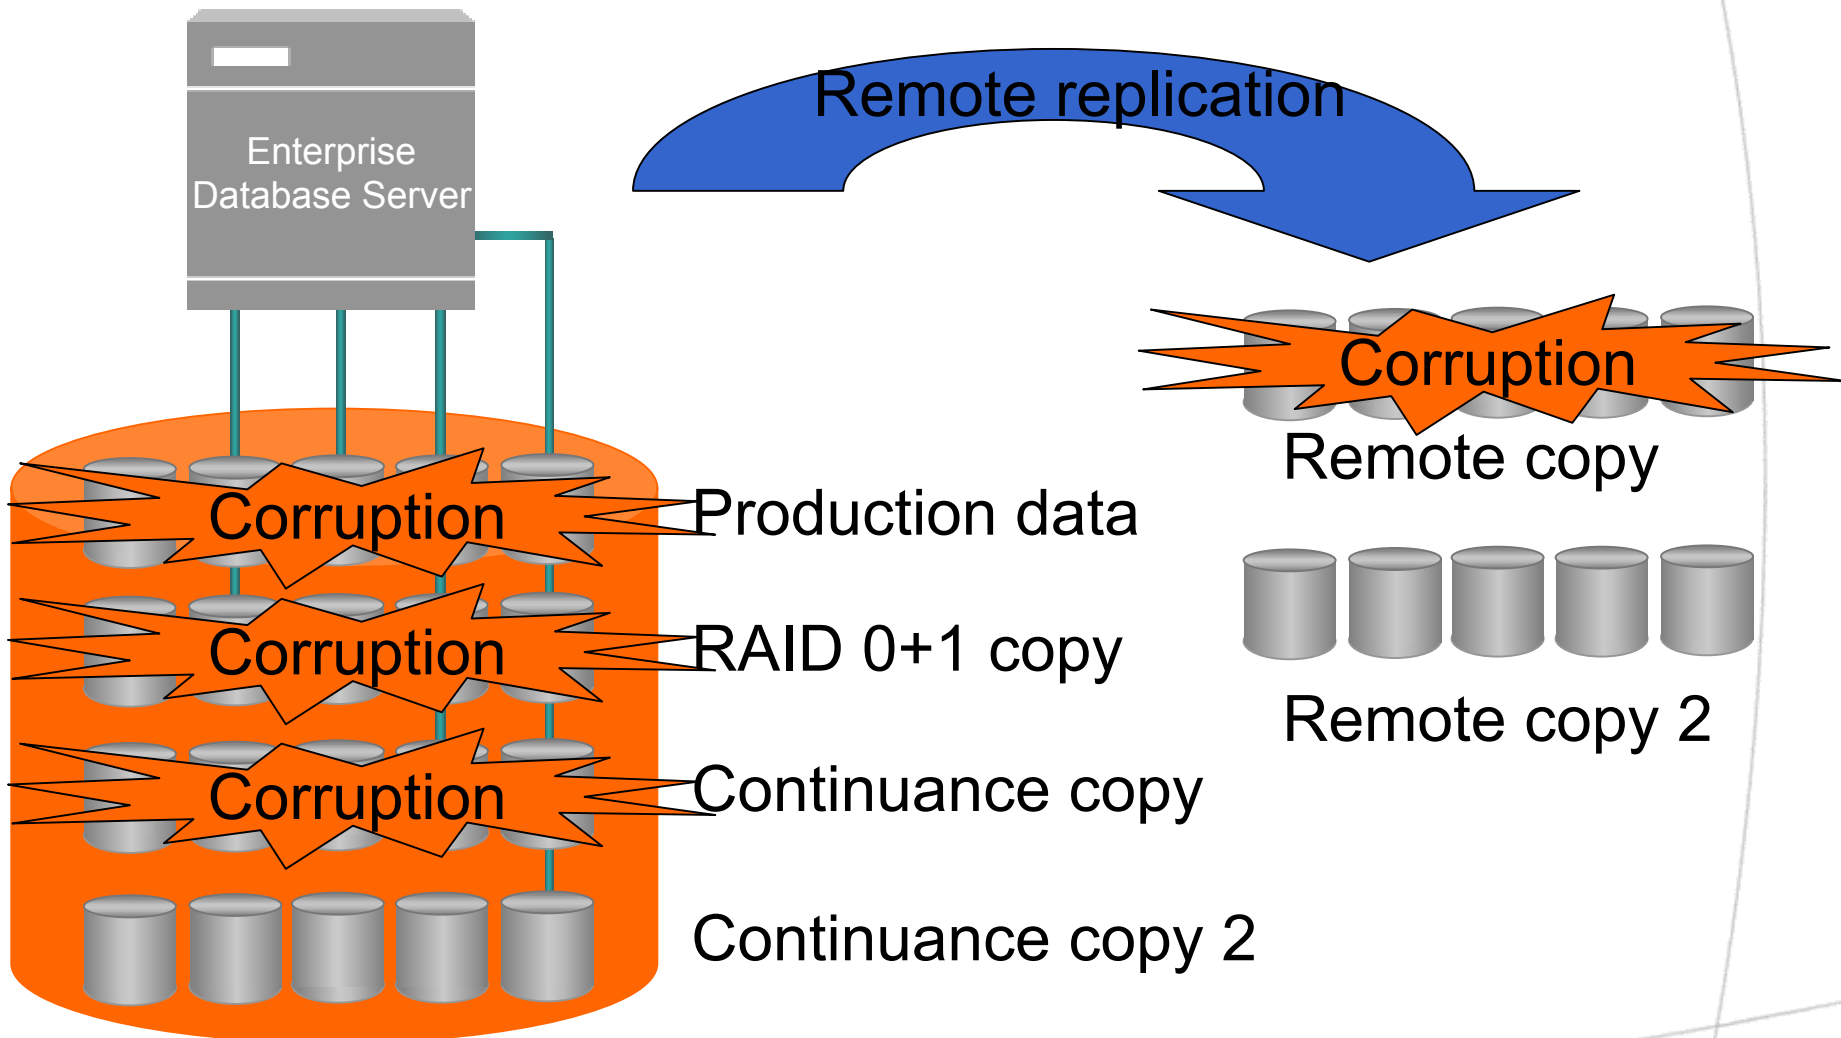 Enterprise
Database Server
Remote replication
Corruption
Remote copy
Corruption
Production data
Corruption
RAID 0+1 copy
Remote copy 2
Corruption
Continuance copy
Continuance copy 2